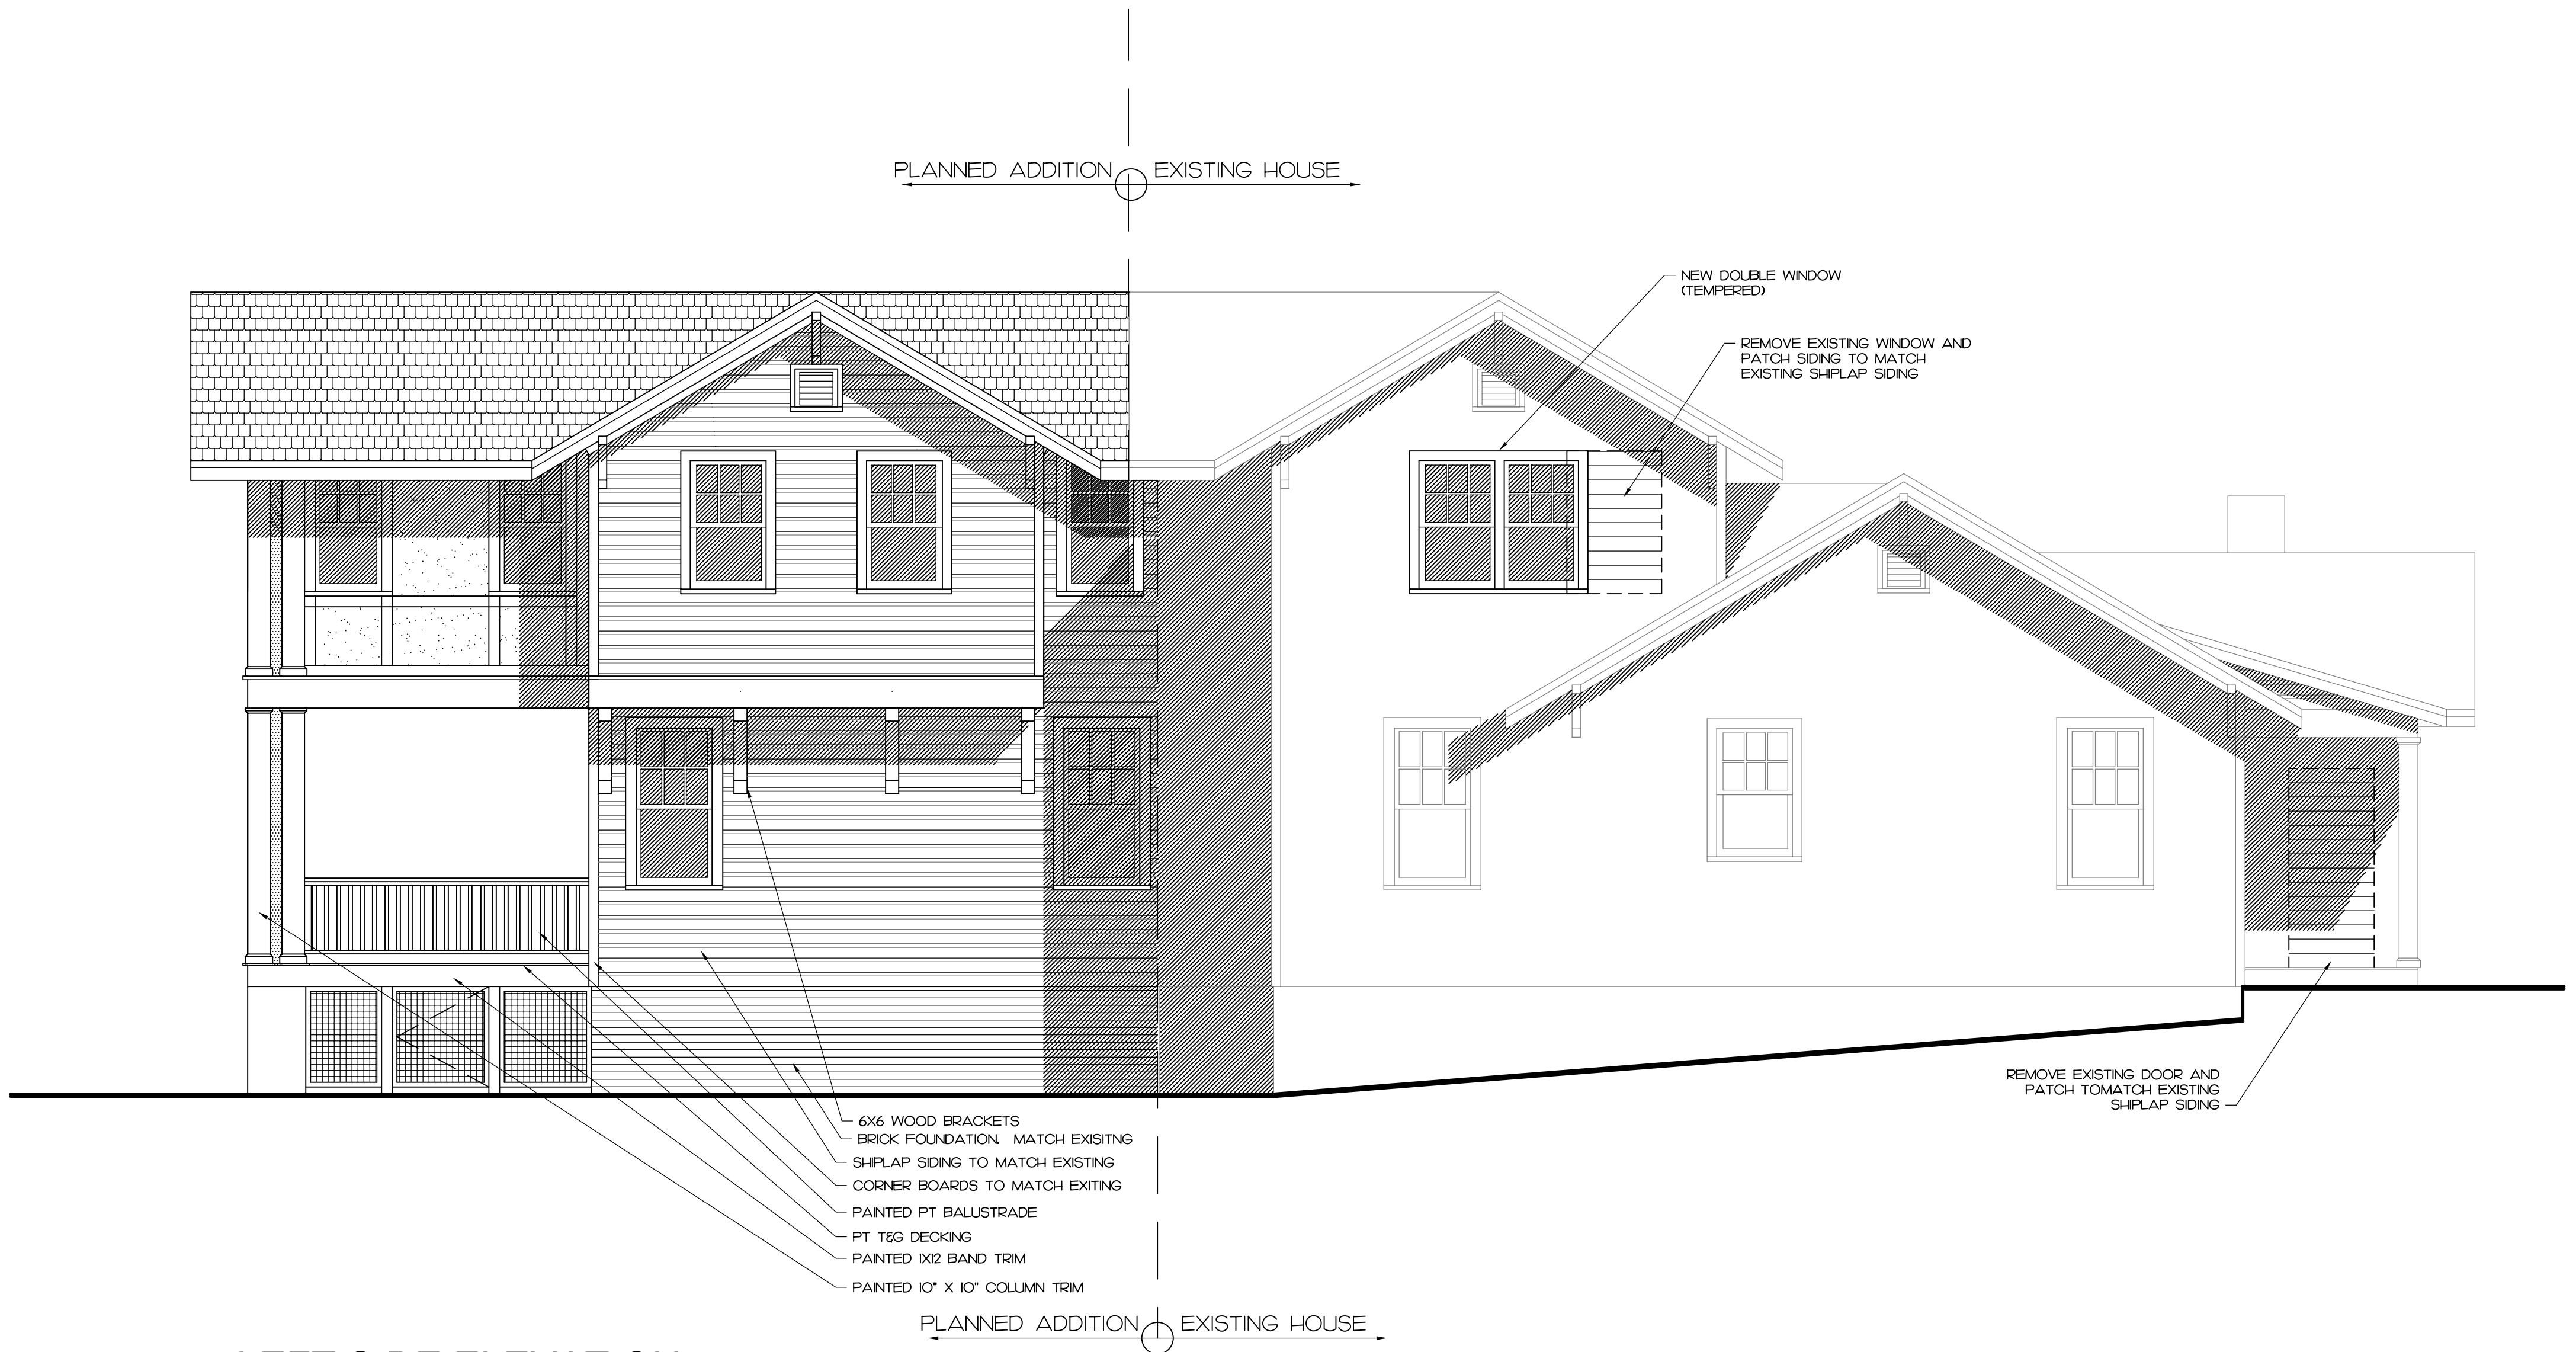 PLANNED ADDITION EXISTING HOUSE
NEW DOUBLE WINDOW
(TEMPERED)
REMOVE EXISTING WINDOW AND
PATCH SIDING TO MATCH
EXISTING SHIPLAP SIDING
REMOVE EXISTING DOOR AND
PATCH TOMATCH EXISTING
SHIPLAP SIDING
6X6 WOOD BRACKETS
BRICK FOUNDATION. MATCH EXISITNG
SHIPLAP SIDING TO MATCH EXISTING
CORNER BOARDS TO MATCH EXITING
PAINTED PT BALUSTRADE
PT T&G DECKING
PAINTED 1X12 BAND TRIM
PAINTED 10" X 10" COLUMN TRIM
PLANNED ADDITION EXISTING HOUSE